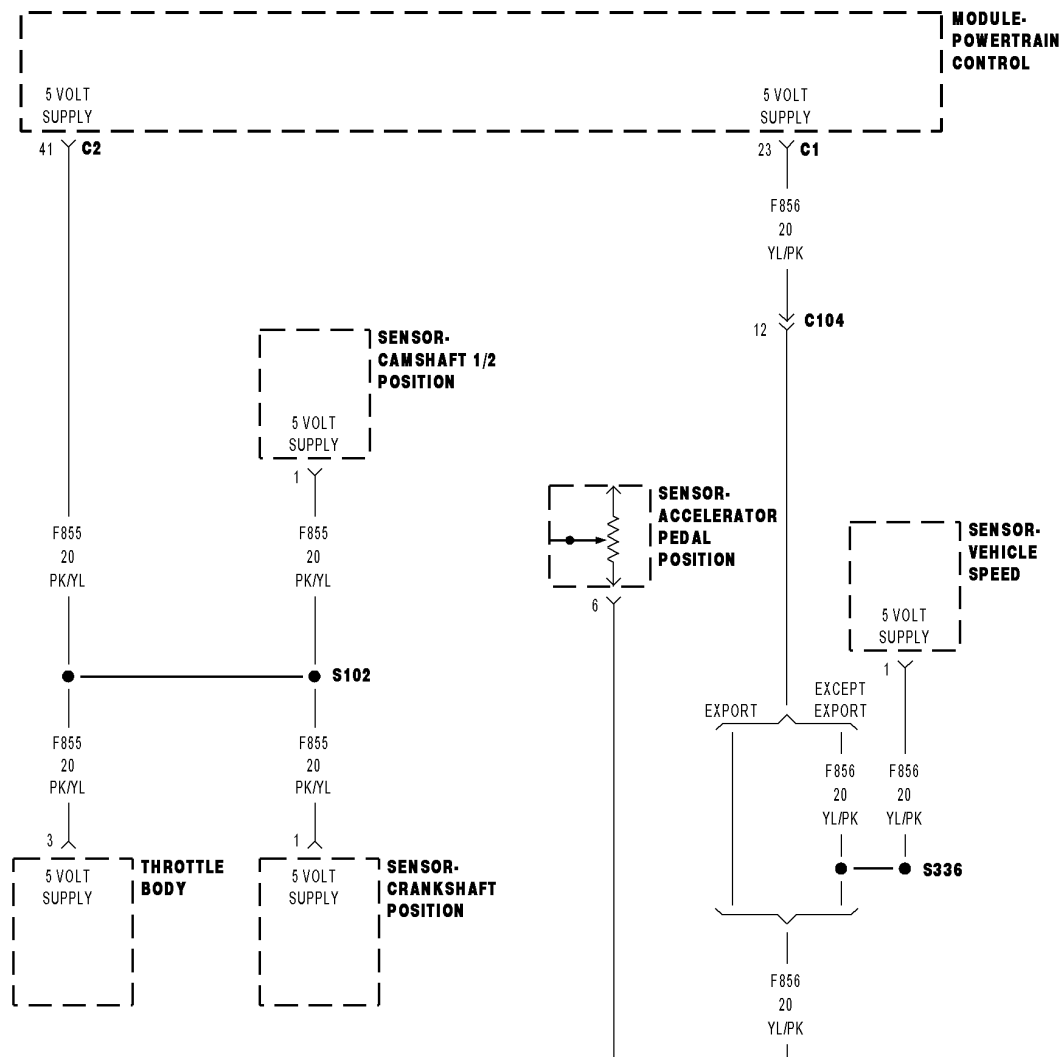 MODULE-
POWERTRAIN
CONTROL
5 VOLT
SUPPLY
5 VOLT
SUPPLY
41
C2
23
C1
F856
20
YL/PK
12
C104
SENSOR-
CAMSHAFT 1/2
POSITION
5 VOLT
SUPPLY
1
SENSOR-
ACCELERATOR
PEDAL
POSITION
6
SENSOR-
VEHICLE
SPEED
5 VOLT
SUPPLY
1
F855
20
PK/YL
F855
20
PK/YL
S102
EXPORT
EXCEPT
EXPORT
F855
20
PK/YL
F855
20
PK/YL
F856
20
YL/PK
F856
20
YL/PK
S336
3
THROTTLE
BODY
5 VOLT
SUPPLY
1
SENSOR-
CRANKSHAFT
POSITION
5 VOLT
SUPPLY
F856
20
YL/PK